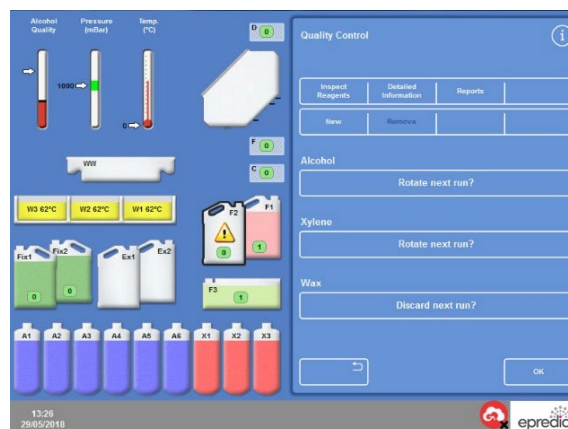 Alcohol Quality
Pressure (mBar)
Temp. (°C)
1000
0
D 0
F 0
C 0
WW
W3 62°C
W2 62°C
W1 62°C
Fix1
0
Fix2
0
Ex1
Ex2
F2
0
F1
1
F3
1
A1
A2
A3
A4
A5
A6
X1
X2
X3
Quality Control
i
Inspect Reagents
Detailed Information
Reports
New
Remove
Alcohol
Rotate next run?
Xylene
Rotate next run?
Wax
Discard next run?
OK
13:26
29/05/2018
epredia